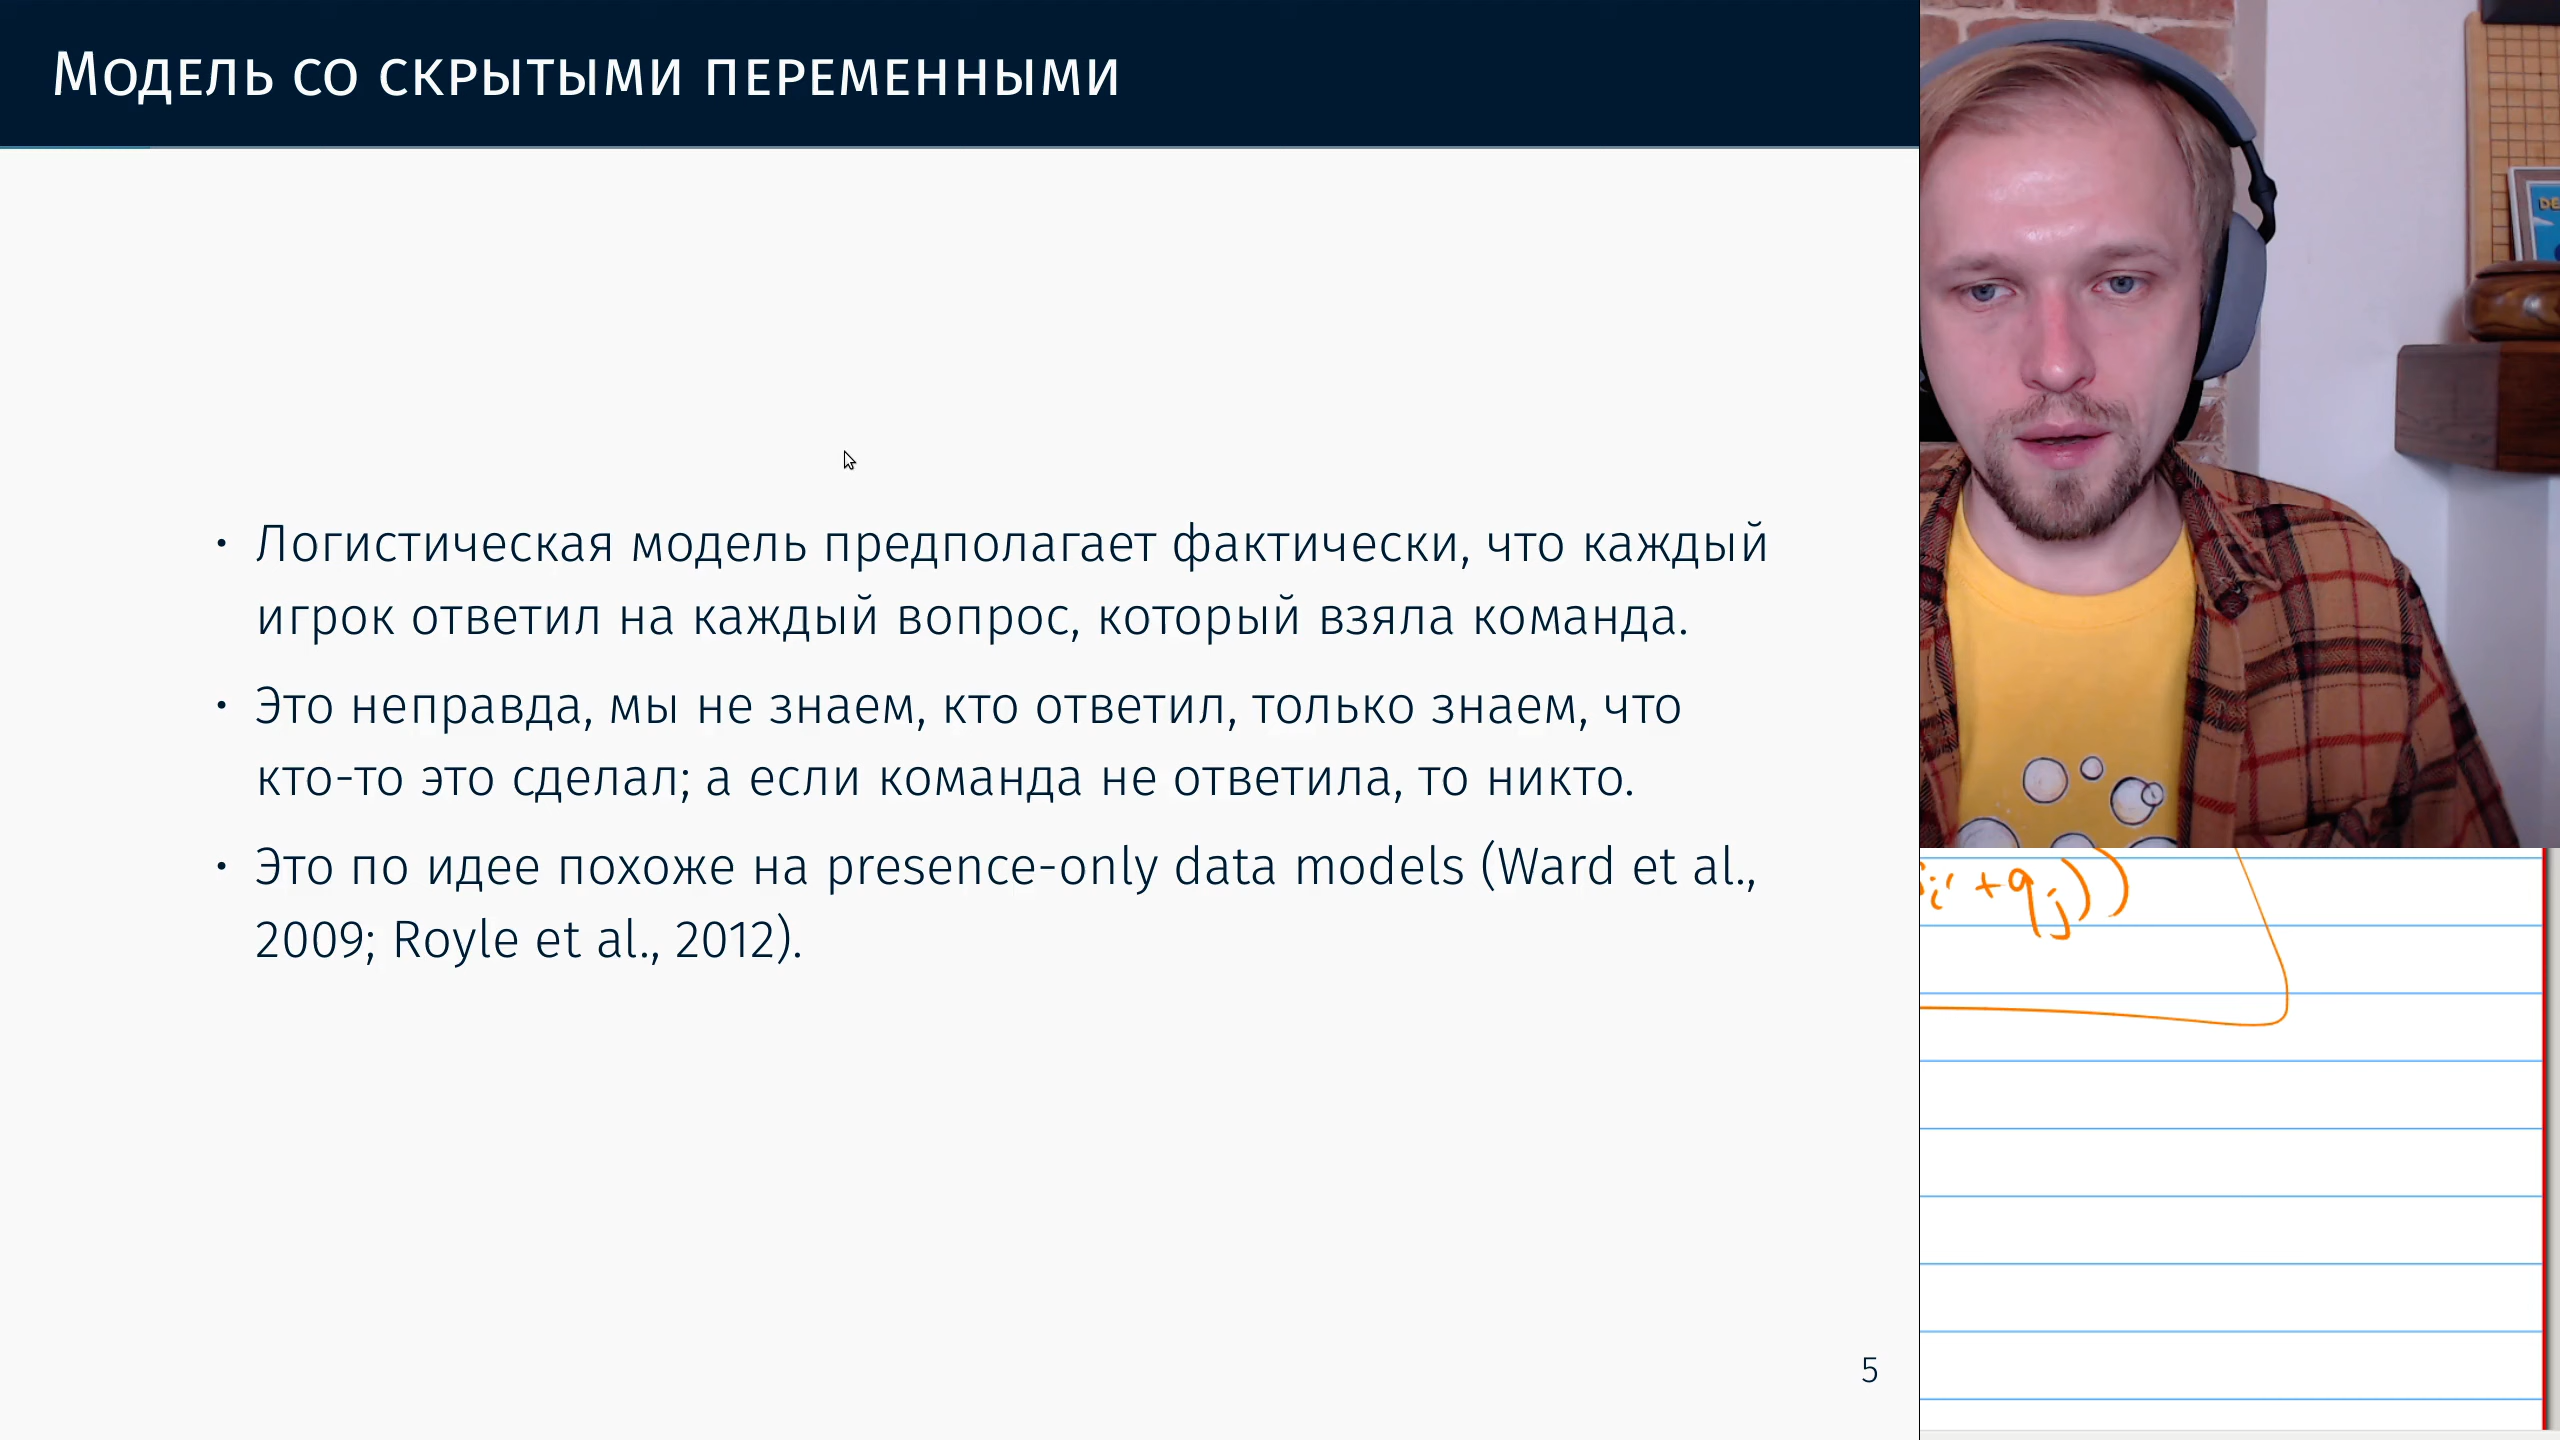 Модель со скрытыми переменными
• Логистическая модель предполагает фактически, что каждый
игрок ответил на каждый вопрос, который взяла команда.
• Это неправда, мы не знаем, кто ответил, только знаем, что
кто-то это сделал; а если команда не ответила, то никто.
• Это по идее похоже на presence-only data models (Ward et al.,
2009; Royle et al., 2012).
5
DE
i' + q_j))